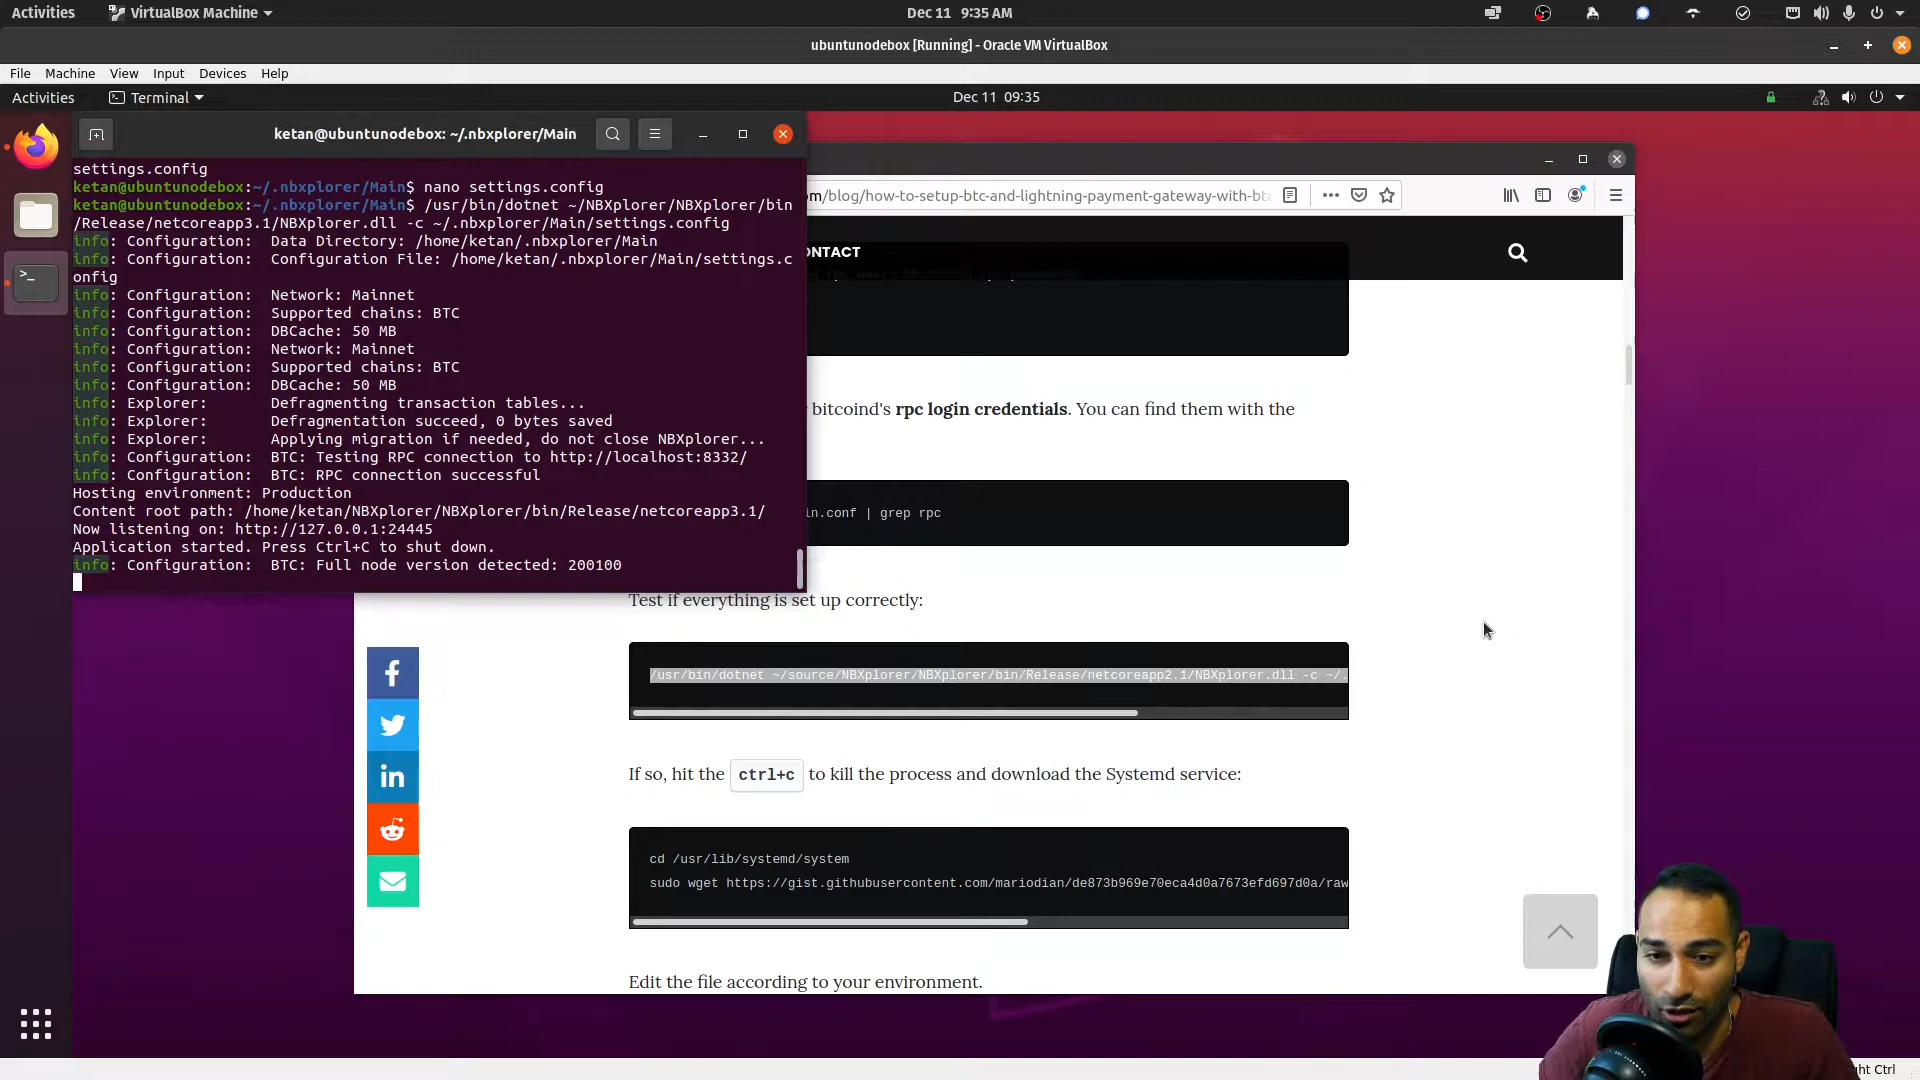 Activities
VirtualBox Machine
Dec 11 9:35 AM
ubuntunodebox [Running] - Oracle VM VirtualBox
File Machine View Input Devices Help
Activities
Terminal
Dec 11 09:35
ketan@ubuntunodebox: ~/.nbxplorer/Main
settings.config
ketan@ubuntunodebox:~/.nbxplorer/Main$ nano settings.config
ketan@ubuntunodebox:~/.nbxplorer/Main$ /usr/bin/dotnet ~/NBXplorer/NBXplorer/bin
/Release/netcoreapp3.1/NBXplorer.dll -c ~/.nbxplorer/Main/settings.config
info: Configuration:  Data Directory: /home/ketan/.nbxplorer/Main
info: Configuration:  Configuration File: /home/ketan/.nbxplorer/Main/settings.c
onfig
info: Configuration:  Network: Mainnet
info: Configuration:  Supported chains: BTC
info: Configuration:  DBCache: 50 MB
info: Configuration:  Network: Mainnet
info: Configuration:  Supported chains: BTC
info: Configuration:  DBCache: 50 MB
info: Explorer:       Defragmenting transaction tables...
info: Explorer:       Defragmentation succeed, 0 bytes saved
info: Explorer:       Applying migration if needed, do not close NBXplorer...
info: Configuration:  BTC: Testing RPC connection to http://localhost:8332/
info: Configuration:  BTC: RPC connection successful
Hosting environment: Production
Content root path: /home/ketan/NBXplorer/NBXplorer/bin/Release/netcoreapp3.1/
Now listening on: http://127.0.0.1:24445
Application started. Press Ctrl+C to shut down.
info: Configuration:  BTC: Full node version detected: 200100
om/blog/how-to-setup-btc-and-lightning-payment-gateway-with-btc
ONTACT
bitcoind's rpc login credentials. You can find them with the
in.conf | grep rpc
Test if everything is set up correctly:
/usr/bin/dotnet ~/source/NBXplorer/NBXplorer/bin/Release/netcoreapp2.1/NBXplorer.dll -c ~/.
If so, hit the ctrl+c to kill the process and download the Systemd service:
cd /usr/lib/systemd/system
sudo wget https://gist.githubusercontent.com/mariodian/de873b969e70eca4d0a7673efd697d0a/raw
Edit the file according to your environment.
ht Ctrl